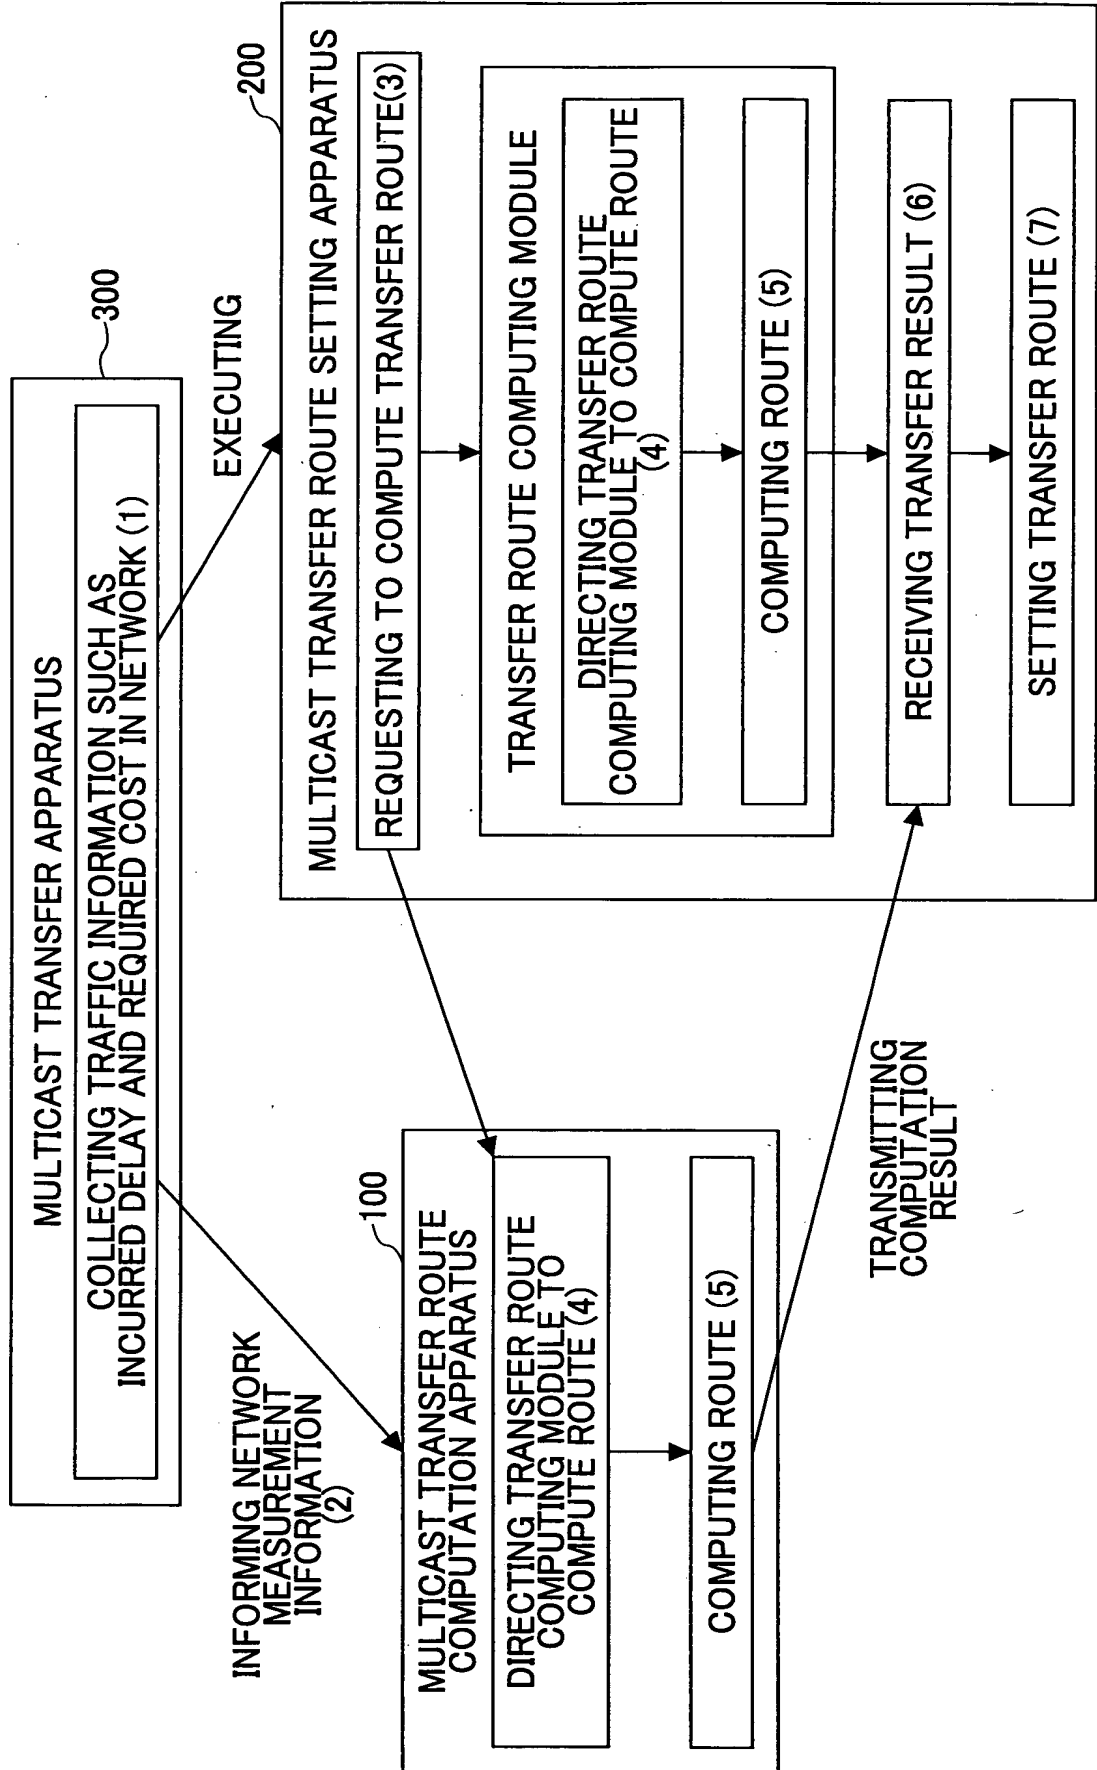 MULTICAST TRANSFER APPARATUS
300
COLLECTING TRAFFIC INFORMATION SUCH AS
INCURRED DELAY AND REQUIRED COST IN NETWORK (1)
INFORMING NETWORK
MEASUREMENT
INFORMATION
(2)
EXECUTING
100
MULTICAST TRANSFER ROUTE
COMPUTATION APPARATUS
DIRECTING TRANSFER ROUTE
COMPUTING MODULE TO
COMPUTE ROUTE (4)
COMPUTING ROUTE (5)
TRANSMITTING
COMPUTATION
RESULT
200
MULTICAST TRANSFER ROUTE SETTING APPARATUS
REQUESTING TO COMPUTE TRANSFER ROUTE(3)
TRANSFER ROUTE COMPUTING MODULE
DIRECTING TRANSFER ROUTE
COMPUTING MODULE TO COMPUTE ROUTE
(4)
COMPUTING ROUTE (5)
RECEIVING TRANSFER RESULT (6)
SETTING TRANSFER ROUTE (7)